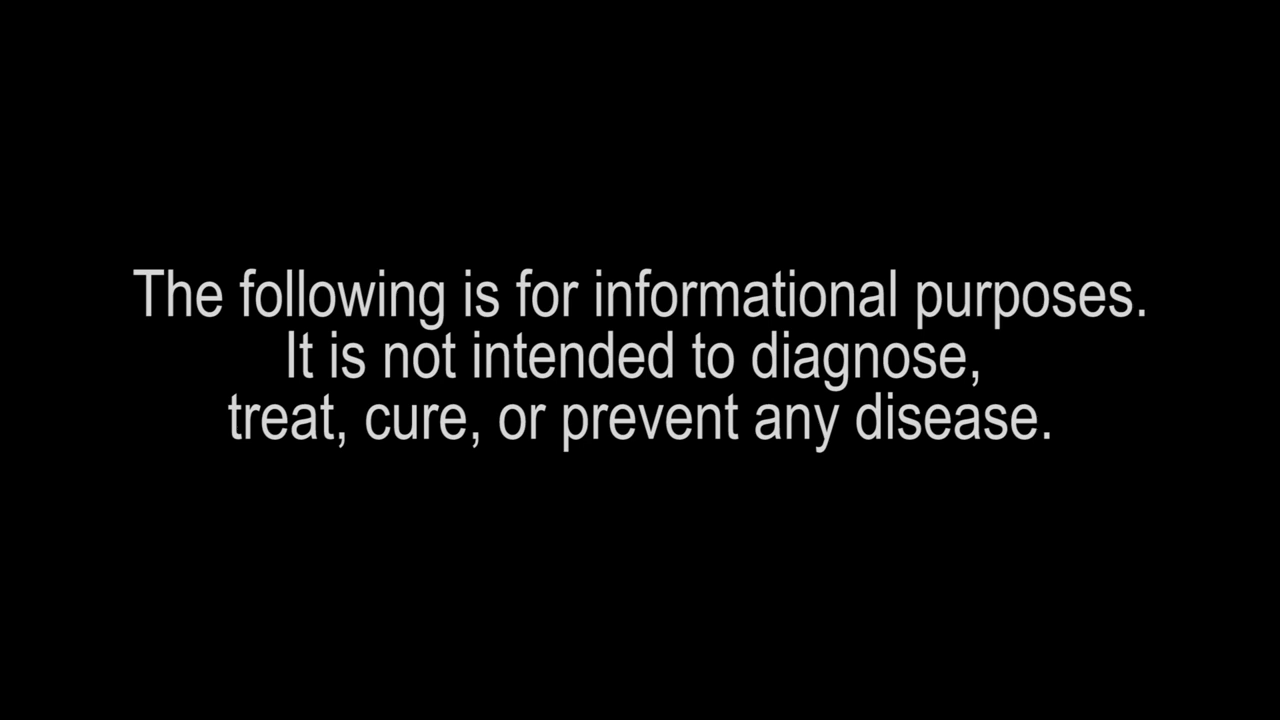 The following is for informational purposes.
It is not intended to diagnose,
treat, cure, or prevent any disease.